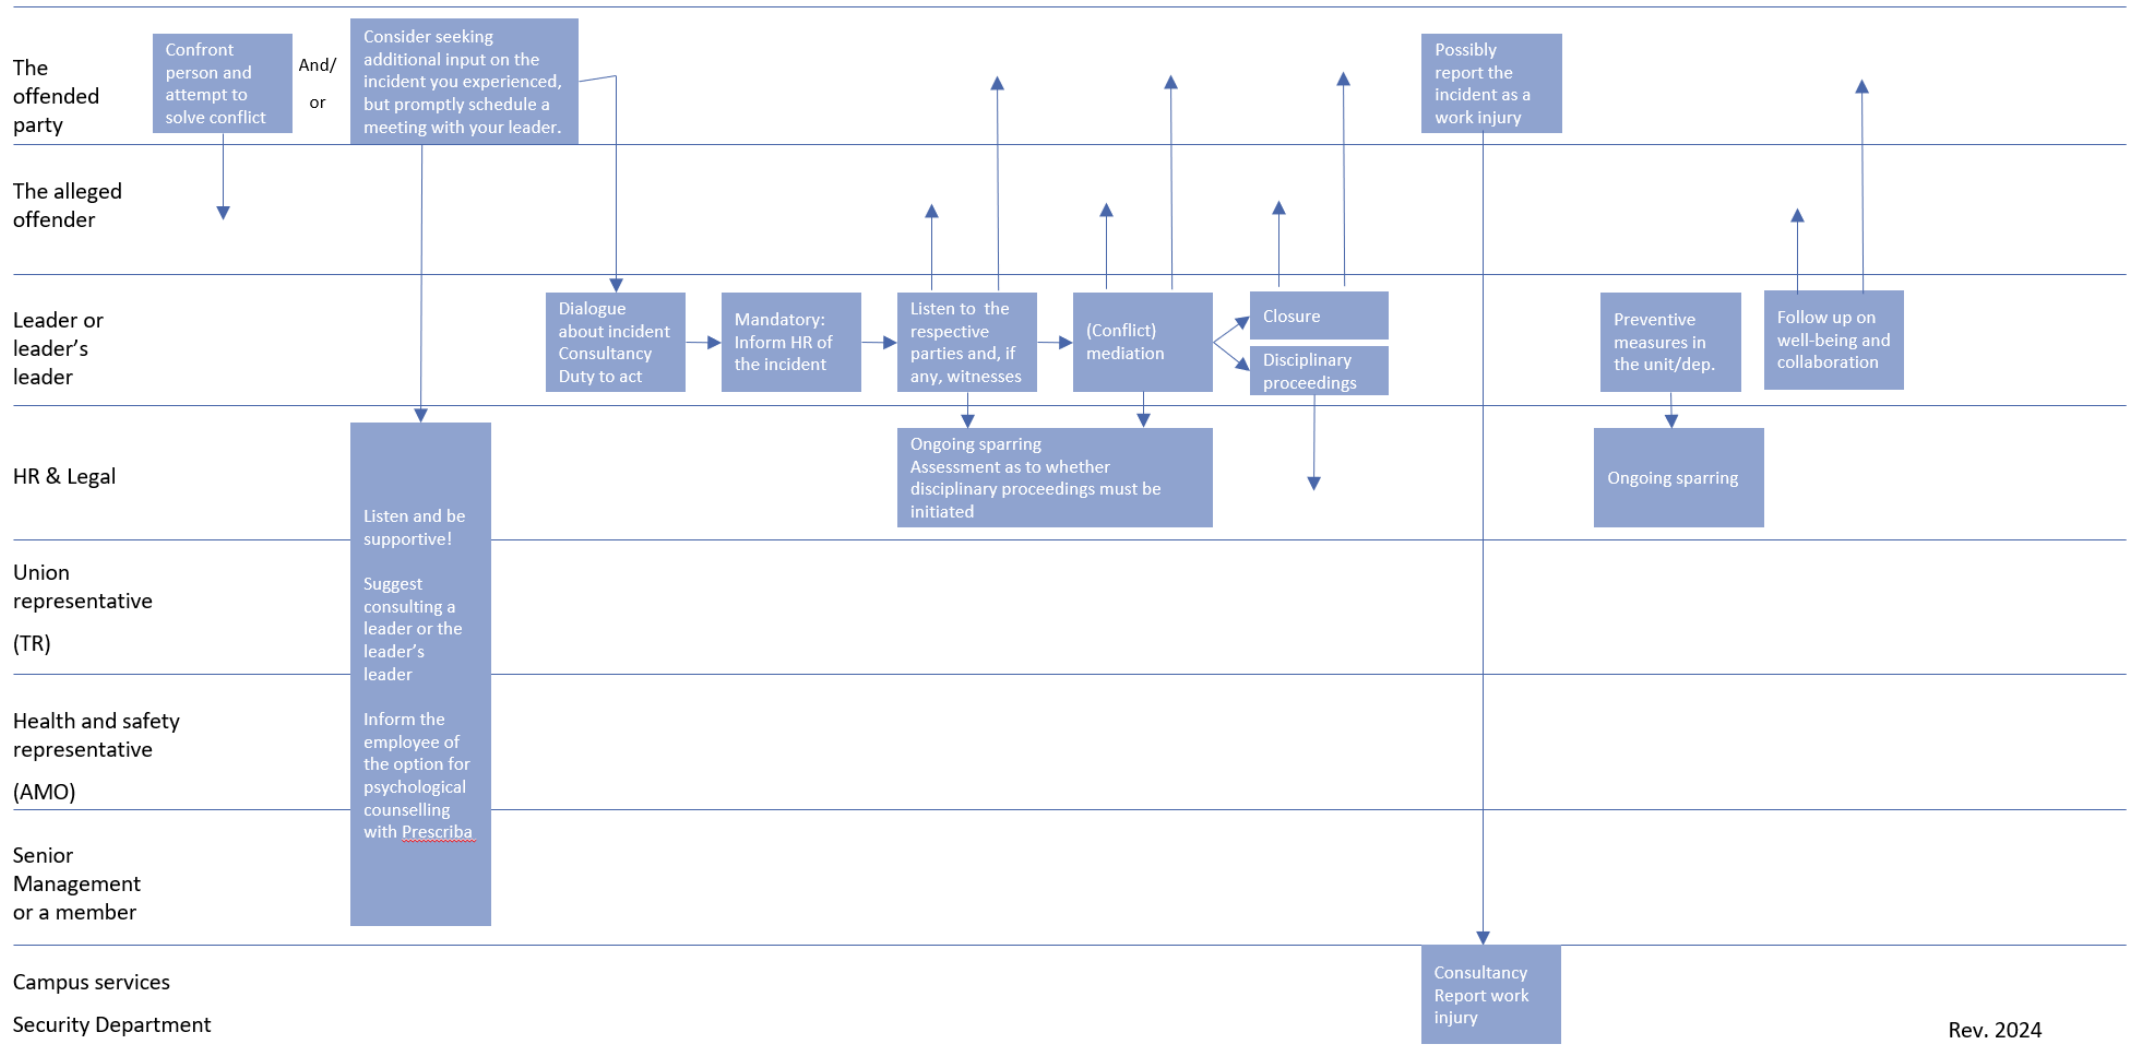 The
offended
party
Confront
person and
attempt to
solve conflict
And/
or
Consider seeking
additional input on the
incident you experienced,
but promptly schedule a
meeting with your leader.
Possibly
report the
incident as a
work injury
The alleged
offender
Leader or
leader’s
leader
Dialogue
about incident
Consultancy
Duty to act
Mandatory:
Inform HR of
the incident
Listen to  the
respective
parties and, if
any, witnesses
(Conflict)
mediation
Closure
Disciplinary
proceedings
Preventive
measures in
the unit/dep.
Follow up on
well-being and
collaboration
HR & Legal
Listen and be
supportive!
Suggest
consulting a
leader or the
leader’s
leader
Inform the
employee of
the option for
psychological
counselling
with Prescriba
Ongoing sparring
Assessment as to whether
disciplinary proceedings must be
initiated
Ongoing sparring
Union
representative
(TR)
Health and safety
representative
(AMO)
Senior
Management
or a member
Campus services
Security Department
Consultancy
Report work
injury
Rev. 2024